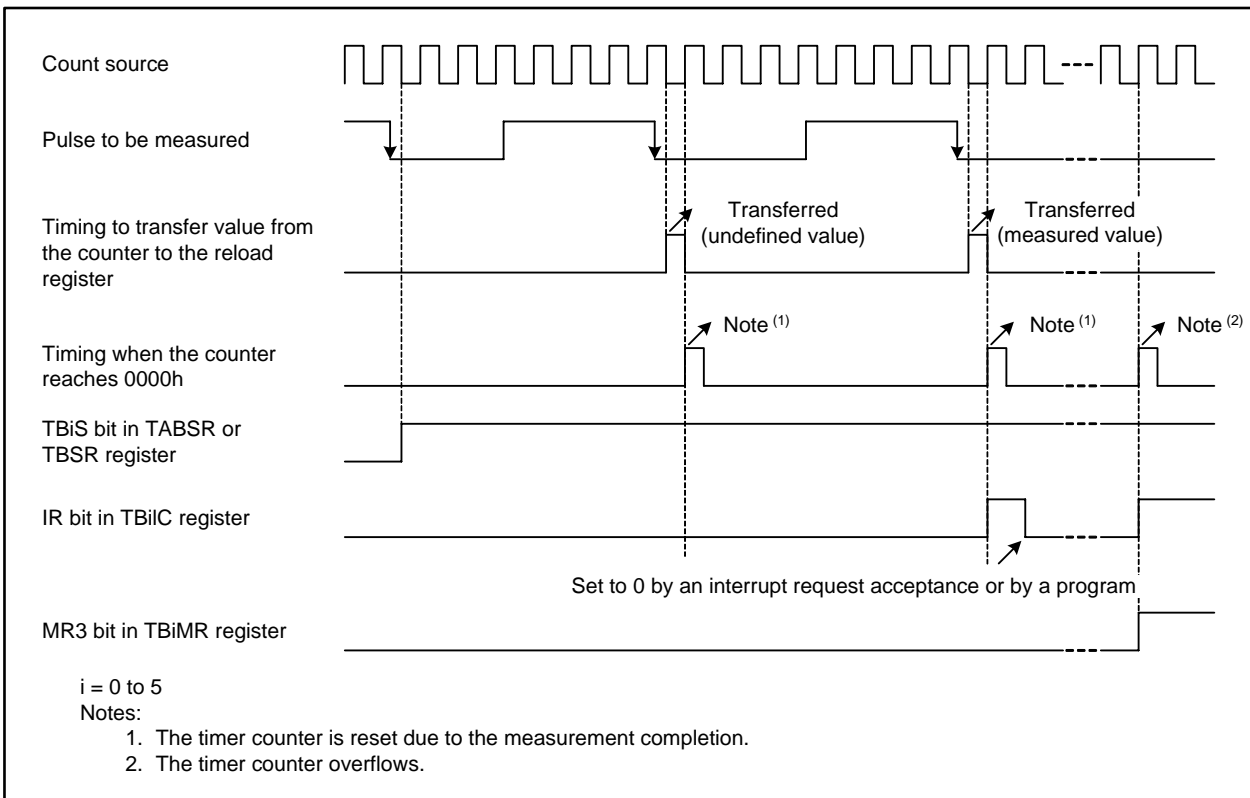 Count source
Pulse to be measured
Timing to transfer value from
the counter to the reload
register
Transferred
(undefined value)
Transferred
(measured value)
Timing when the counter
reaches 0000h
Note (1)
Note (1)
Note (2)
TBiS bit in TABSR or
TBSR register
IR bit in TBiIC register
Set to 0 by an interrupt request acceptance or by a program
MR3 bit in TBiMR register
i = 0 to 5
Notes:
1. The timer counter is reset due to the measurement completion.
2. The timer counter overflows.